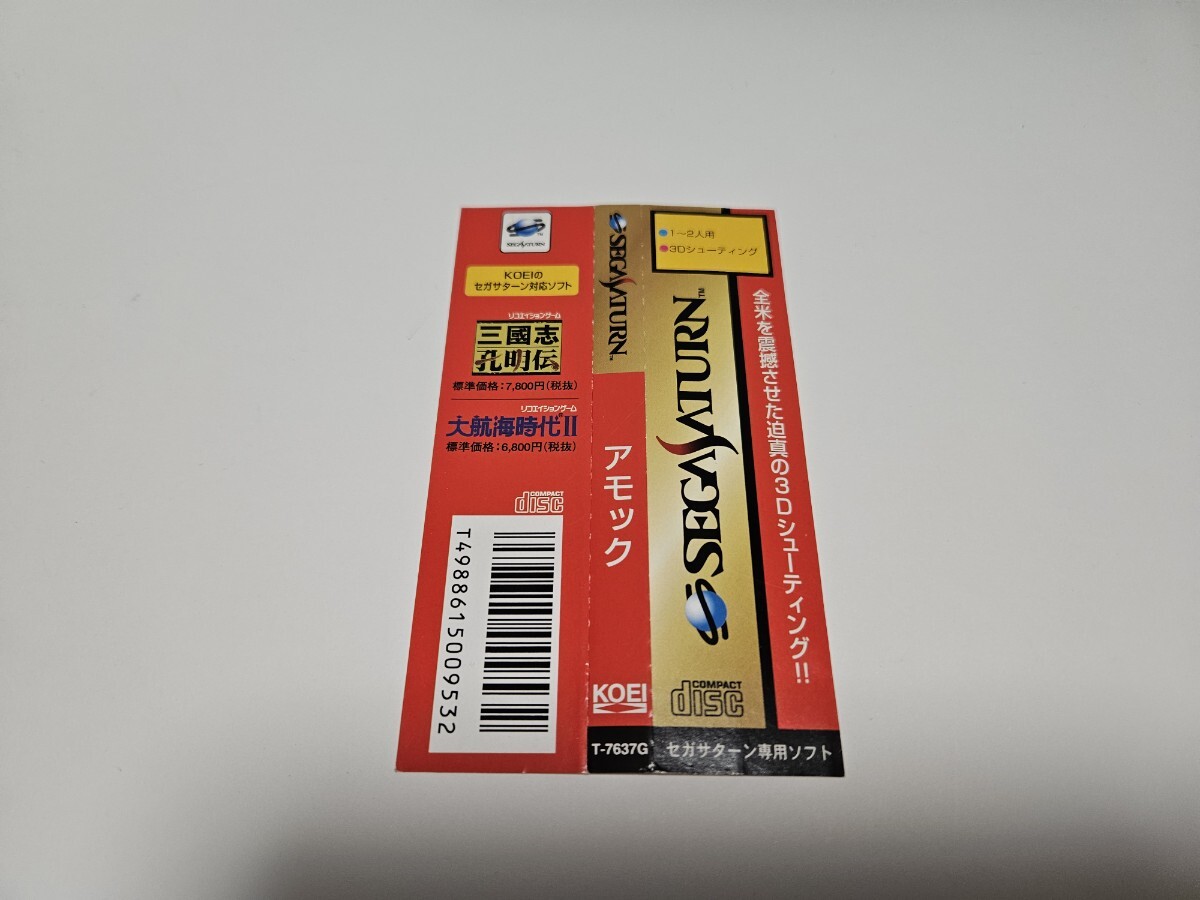 SEGA SATURN™
KOEIの
セガサターン対応ソフト
リコエイションゲーム
三國志
孔明伝
標準価格:7,800円(税抜)
リコエイションゲーム
大航海時代II
標準価格:6,800円(税抜)
COMPACT
disc
T4988615009532
SEGA SATURN™
アモック
KOEI
T-7637G
1〜2人用
3Dシューティング
SEGA SATURN™
COMPACT
disc
全米を震撼させた迫真の3Dシューティング!!
セガサターン専用ソフト